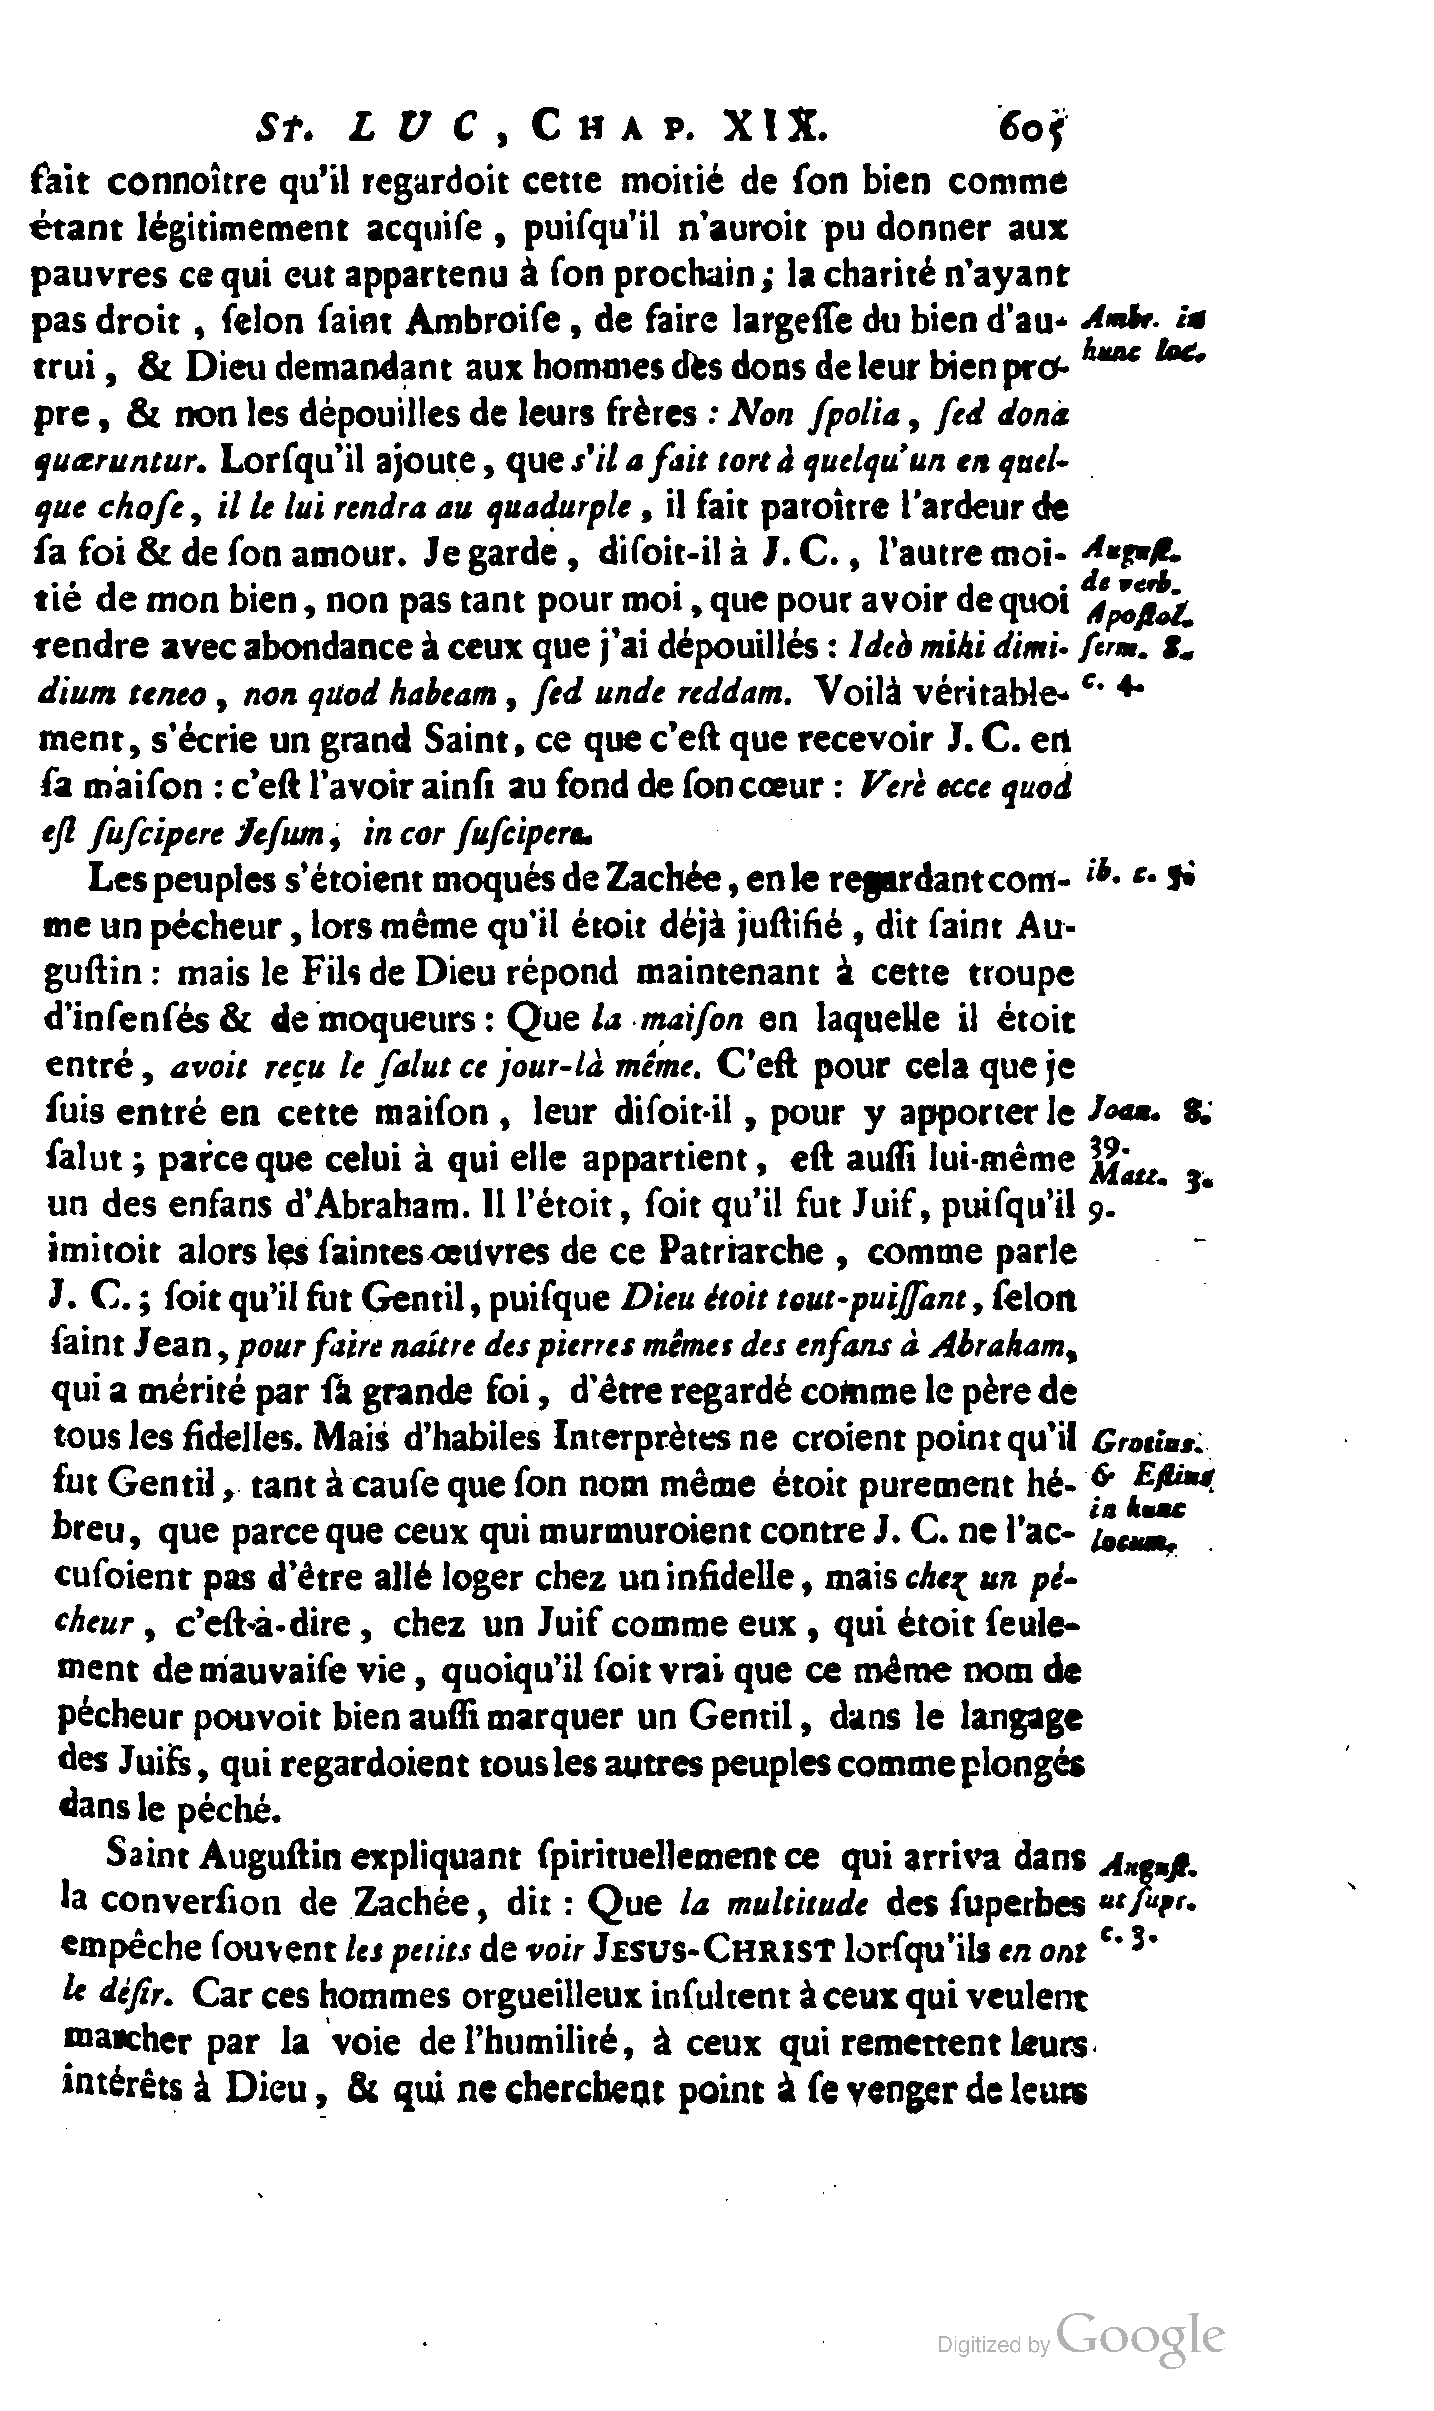 St. LUC, CHAP. XIX. 605
fait connoître qu'il regardoit cette moitié de ſon bien comme
étant légitimement acquiſe, puiſqu'il n'auroit pu donner aux
pauvres ce qui eut appartenu à ſon prochain; la charité n'ayant
pas droit, ſelon ſaint Ambroiſe, de faire largeſſe du bien d'au- Ambr. in
trui, & Dieu demandant aux hommes des dons de leur bien pro- hunc loc.
pre, & non les dépouilles de leurs frères : Non ſpolia, ſed dona
quæruntur. Lorſqu'il ajoute, que s'il a fait tort à quelqu'un en quel-
que choſe, il le lui rendra au quadurple, il fait paroître l'ardeur de
ſa foi & de ſon amour. Je garde, diſoit-il à J. C., l'autre moi- Auguſt.
tié de mon bien, non pas tant pour moi, que pour avoir de quoi de verb. Apoſtol.
rendre avec abondance à ceux que j'ai dépouillés : Ideò mihi dimi- ſerm. 8.
dium teneo, non quod habeam, ſed unde reddam. Voilà véritable- c. 4.
ment, s'écrie un grand Saint, ce que c'eſt que recevoir J. C. en
ſa maiſon : c'eſt l'avoir ainſi au fond de ſon cœur : Verè ecce quod
eſt ſuſcipere Jeſum, in cor ſuſcipere.
Les peuples s'étoient moqués de Zachée, en le regardant com- ib. c. 5.
me un pécheur, lors même qu'il étoit déjà juſtifié, dit ſaint Au-
guſtin : mais le Fils de Dieu répond maintenant à cette troupe
d'inſenſés & de moqueurs : Que la maiſon en laquelle il étoit
entré, avoit reçu le ſalut ce jour-là même. C'eſt pour cela que je
ſuis entré en cette maiſon, leur diſoit-il, pour y apporter le Joan. 8.
ſalut ; parce que celui à qui elle appartient, eſt auſſi lui-même 39. Matt. 3.
un des enfans d'Abraham. Il l'étoit, ſoit qu'il fut Juif, puiſqu'il 9.
imitoit alors les ſaintes œuvres de ce Patriarche, comme parle
J. C.; ſoit qu'il fut Gentil, puiſque Dieu étoit tout-puiſſant, ſelon
ſaint Jean, pour faire naître des pierres mêmes des enfans à Abraham,
qui a mérité par ſa grande foi, d'être regardé comme le père de
tous les fidelles. Mais d'habiles Interprètes ne croient point qu'il Grotius.
fut Gentil, tant à cauſe que ſon nom même étoit purement hé- & Eſtius in hunc
breu, que parce que ceux qui murmuroient contre J. C. ne l'ac- locum.
cuſoient pas d'être allé loger chez un infidelle, mais chez un pé-
cheur, c'eſt-à-dire, chez un Juif comme eux, qui étoit ſeule-
ment de mauvaiſe vie, quoiqu'il ſoit vrai que ce même nom de
pécheur pouvoit bien auſſi marquer un Gentil, dans le langage
des Juifs, qui regardoient tous les autres peuples comme plongés
dans le péché.
Saint Auguſtin expliquant ſpirituellement ce qui arriva dans Auguſt.
la converſion de Zachée, dit : Que la multitude des ſuperbes ut ſupr.
empêche ſouvent les petits de voir JESUS-CHRIST lorſqu'ils en ont c. 3.
le déſir. Car ces hommes orgueilleux inſultent à ceux qui veulent
marcher par la voie de l'humilité, à ceux qui remettent leurs
intérêts à Dieu, & qui ne cherchent point à ſe venger de leurs
Digitized by Google